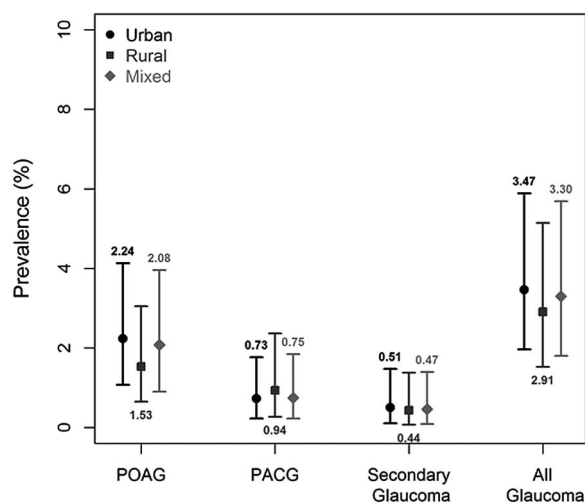 10
8
6
4
2
0
Prevalence (%)
Urban
Rural
Mixed
2.24
2.08
1.53
0.73
0.75
0.94
0.51
0.47
0.44
3.47
3.30
2.91
POAG
PACG
Secondary
Glaucoma
All
Glaucoma